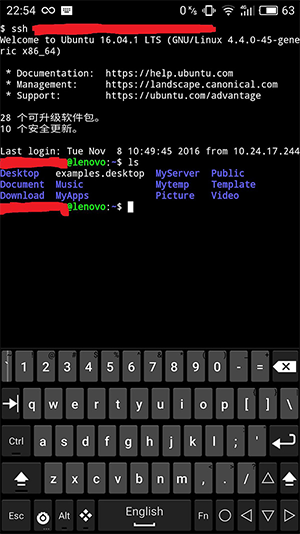 22:54 0 K/s 4G 63
$ ssh
Welcome to Ubuntu 16.04.1 LTS (GNU/Linux 4.4.0-45-gene
ric x86_64)
* Documentation: https://help.ubuntu.com
* Management: https://landscape.canonical.com
* Support: https://ubuntu.com/advantage
28 个可升级软件包。
10 个安全更新。
Last login: Tue Nov 8 10:49:45 2016 from 10.24.17.244
@lenovo:~$ ls
Desktop examples.desktop MyServer Public
Document Music Mytemp Template
Download MyApps Picture Video
@lenovo:~$
` 1 2 3 4 5 6 7 8 9 0 - =
q w e r t y u i o p [ ] \
Ctrl a s d f g h j k l ; '
z x c v b n m , . /
Esc Alt English Fn